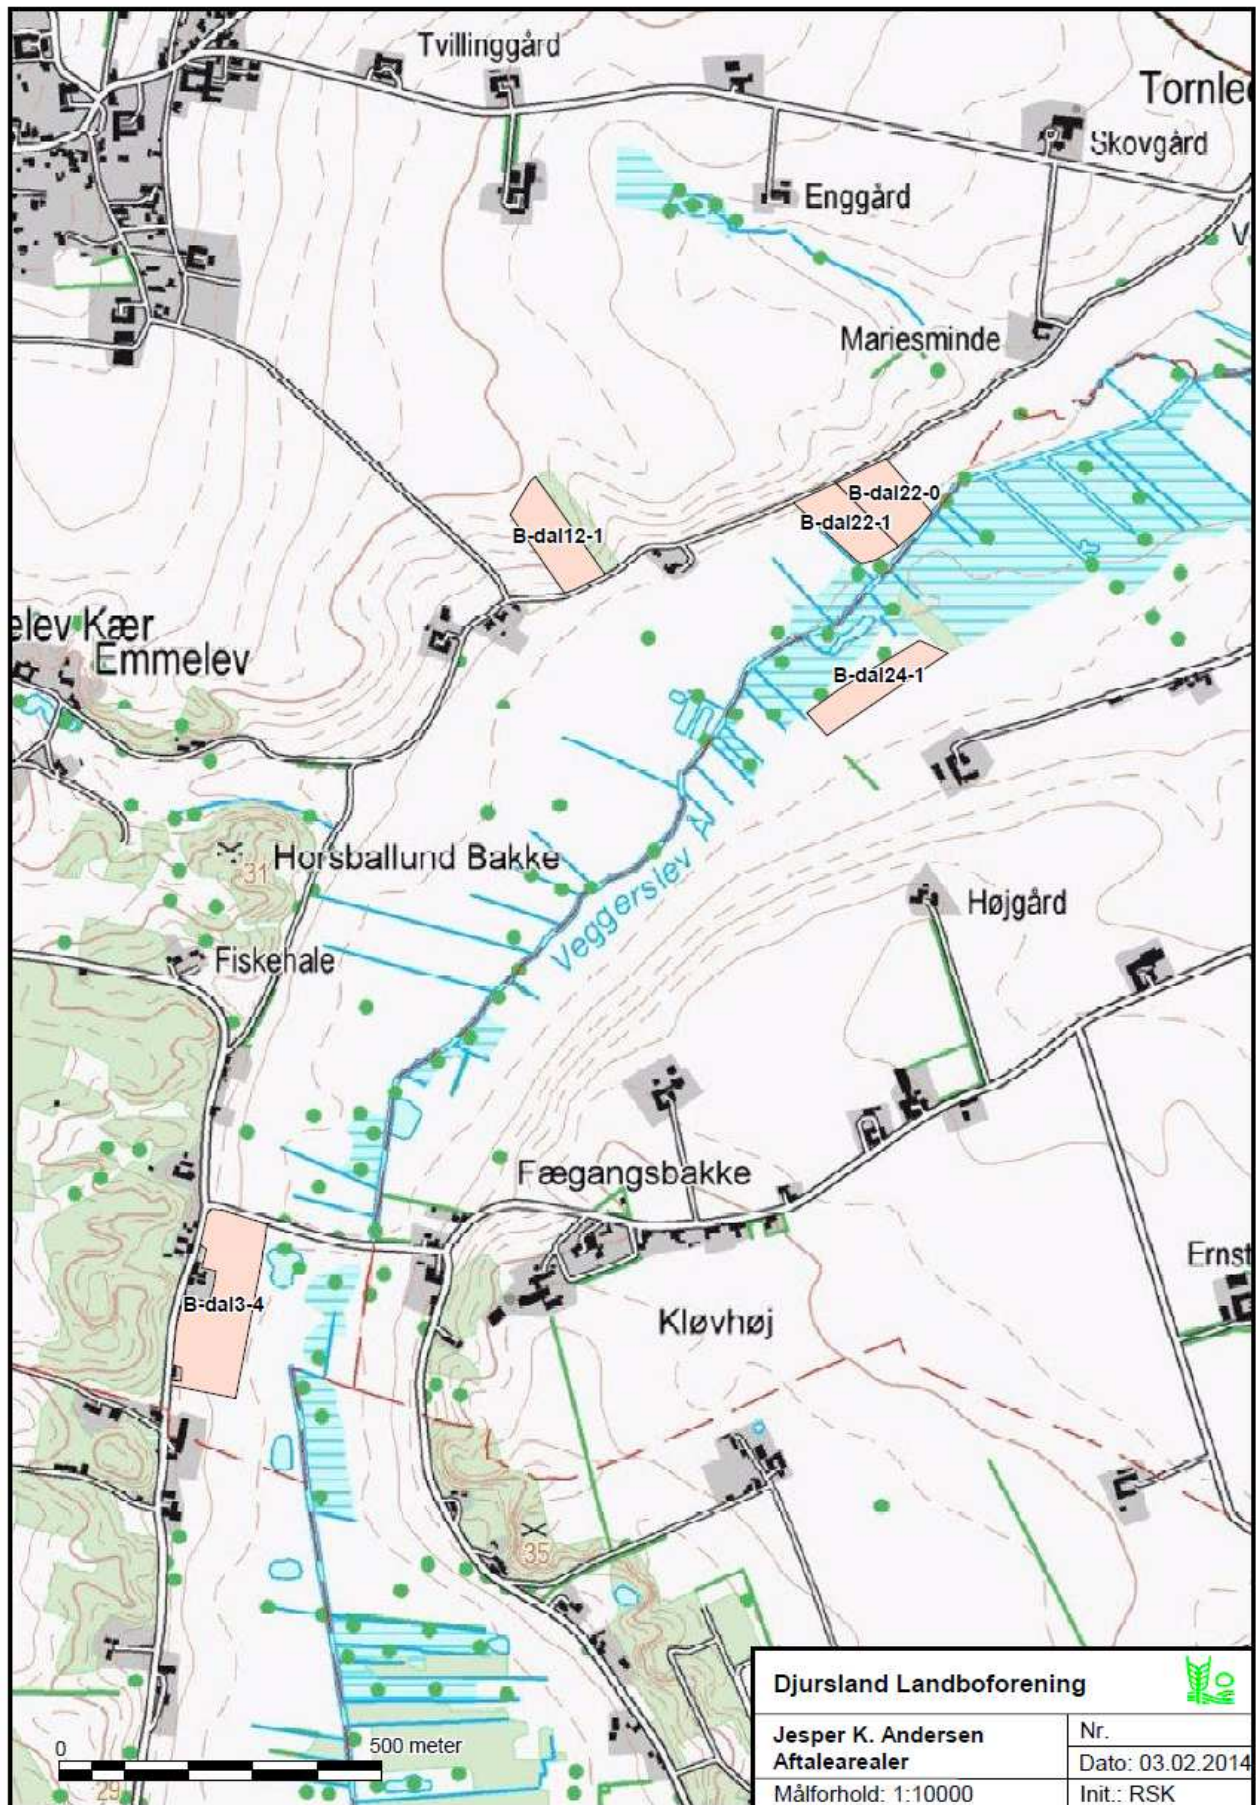 Tvillinggård
Tornle
Skovgård
Enggård
V
Mariesminde
B-dal22-0
B-dal22-1
B-dal12-1
elev Kær
Emmelev
B-dal24-1
Horsballund Bakke
31
Veggerslev Å
Højgård
Fiskehale
Fægangsbakke
Ernst
B-dal3-4
Kløvhøj
35
0
500 meter
29
Djursland Landboforening
Jesper K. Andersen
Aftalearealer
Nr.
Dato: 03.02.2014
Målforhold: 1:10000
Init.: RSK